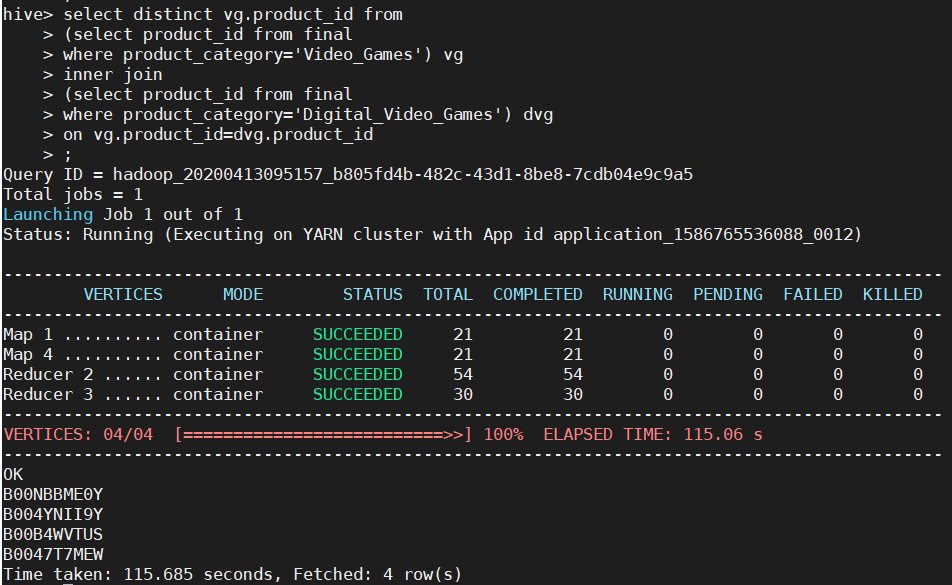 hive> select distinct vg.product_id from
    > (select product_id from final
    > where product_category='Video_Games') vg
    > inner join
    > (select product_id from final
    > where product_category='Digital_Video_Games') dvg
    > on vg.product_id=dvg.product_id
    > ;
Query ID = hadoop_20200413095157_b805fd4b-482c-43d1-8be8-7cdb04e9c9a5
Total jobs = 1
Launching Job 1 out of 1
Status: Running (Executing on YARN cluster with App id application_1586765536088_0012)
----------------------------------------------------------------------------------------------
        VERTICES      MODE        STATUS  TOTAL  COMPLETED  RUNNING  PENDING  FAILED  KILLED
----------------------------------------------------------------------------------------------
Map 1 .......... container     SUCCEEDED     21         21        0        0       0       0
Map 4 .......... container     SUCCEEDED     21         21        0        0       0       0
Reducer 2 ...... container     SUCCEEDED     54         54        0        0       0       0
Reducer 3 ...... container     SUCCEEDED     30         30        0        0       0       0
----------------------------------------------------------------------------------------------
VERTICES: 04/04  [==========================>>] 100%  ELAPSED TIME: 115.06 s
----------------------------------------------------------------------------------------------
OK
B00NBBME0Y
B004YNII9Y
B00B4WVTUS
B0047T7MEW
Time taken: 115.685 seconds, Fetched: 4 row(s)